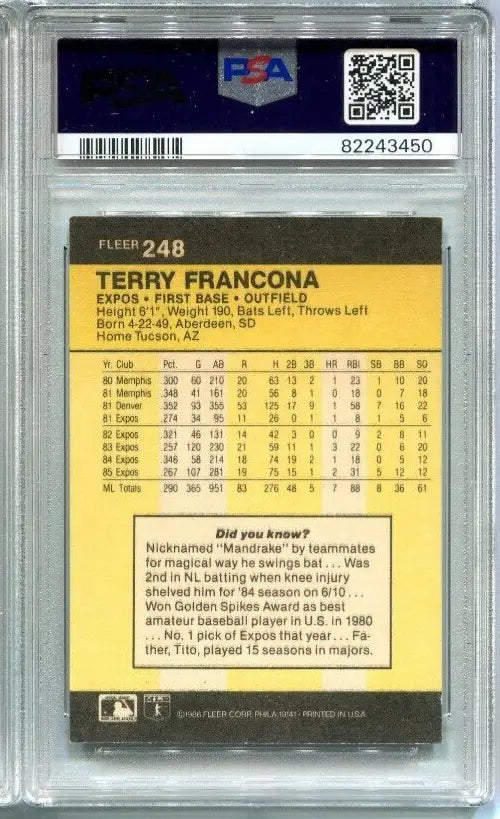 PSA
PSA
82243450
FLEER 248
TERRY FRANCONA
EXPOS • FIRST BASE • OUTFIELD
Height 6'1", Weight 190, Bats Left, Throws Left
Born 4-22-49, Aberdeen, SD
Home Tucson, AZ
Yr. Club Pct. G AB R H 2B 3B HR RBI SB BB SO
80 Memphis .300 60 210 20 63 13 2 1 23 1 10 20
81 Memphis .348 41 161 20 56 8 1 0 18 0 7 18
81 Denver .352 93 355 53 125 17 9 1 58 7 16 22
81 Expos .274 34 95 11 26 0 1 1 8 1 5 6
82 Expos .321 46 131 14 42 3 0 0 9 2 8 11
83 Expos .257 120 230 21 59 11 1 3 22 0 6 20
84 Expos .346 58 214 18 74 19 2 1 18 0 5 12
85 Expos .267 107 281 19 75 15 1 2 31 5 12 12
ML Totals .290 365 951 83 276 48 5 7 88 8 36 61
Did you know?
Nicknamed "Mandrake" by teammates
for magical way he swings bat... Was
2nd in NL batting when knee injury
shelved him for '84 season on 6/10...
Won Golden Spikes Award as best
amateur baseball player in U.S. in 1980
... No. 1 pick of Expos that year... Fa-
ther, Tito, played 15 seasons in majors.
©1986 FLEER CORP. PHILA. 19141 - PRINTED IN U.S.A.